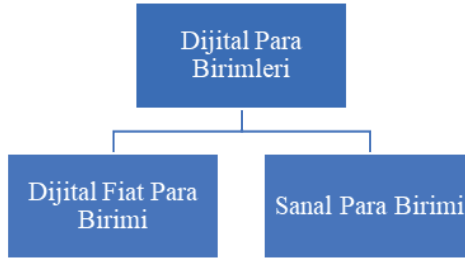 Dijital Para
Birimleri
Dijital Fiat Para
Birimi
Sanal Para Birimi